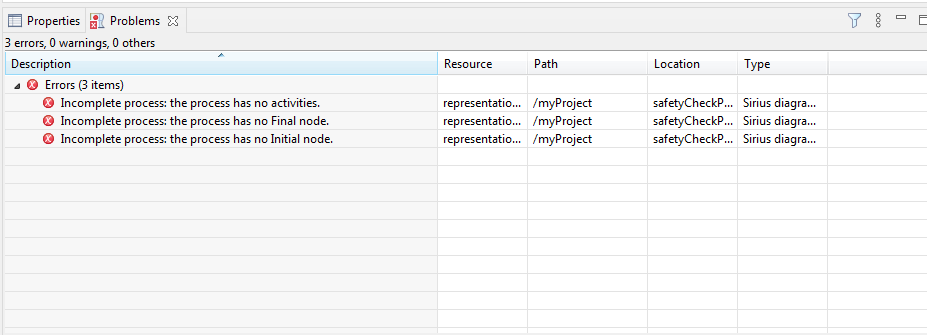 Properties Problems
3 errors, 0 warnings, 0 others
Description Resource Path Location Type
Errors (3 items)
Incomplete process: the process has no activities. representatio... /myProject safetyCheckP... Sirius diagra...
Incomplete process: the process has no Final node. representatio... /myProject safetyCheckP... Sirius diagra...
Incomplete process: the process has no Initial node. representatio... /myProject safetyCheckP... Sirius diagra...